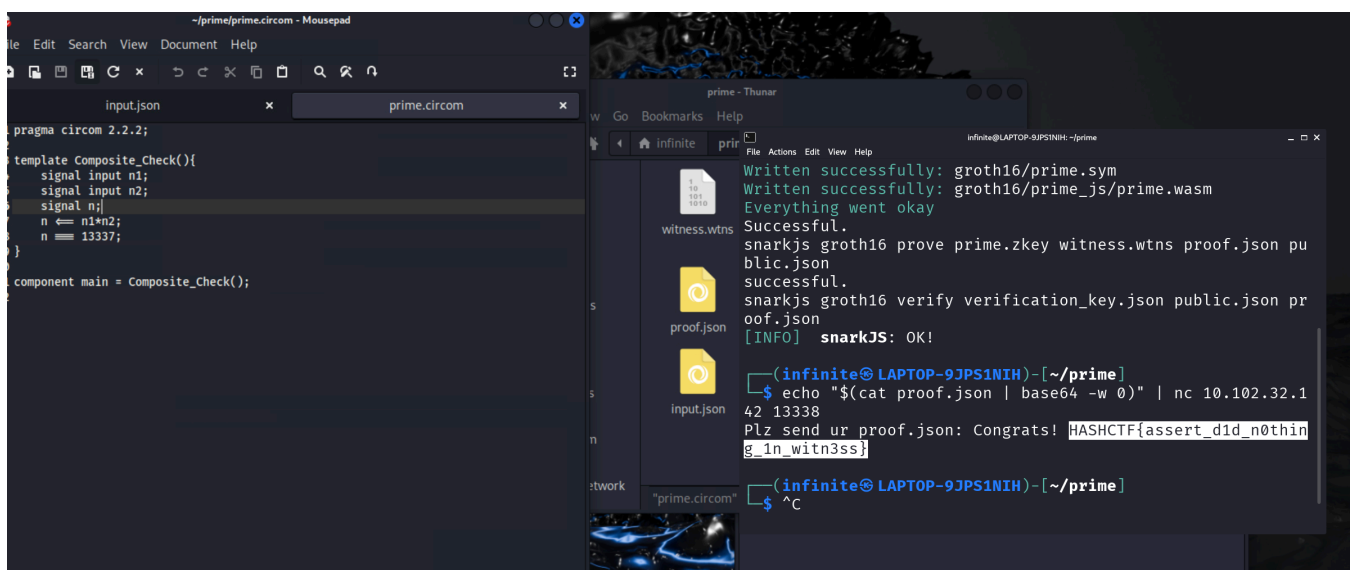 ~/prime/prime.circom - Mousepad
ile Edit Search View Document Help
input.json
prime.circom
pragma circom 2.2.2;
template Composite_Check(){
signal input n1;
signal input n2;
signal n;
n <== n1*n2;
n === 13337;
}
component main = Composite_Check();
prime - Thunar
w Go Bookmarks Help
infinite prir
witness.wtns
proof.json
input.json
etwork
"prime.circom"
infinite@LAPTOP-9JPS1NIH: ~/prime
File Actions Edit View Help
Written successfully: groth16/prime.sym
Written successfully: groth16/prime_js/prime.wasm
Everything went okay
Successful.
snarkjs groth16 prove prime.zkey witness.wtns proof.json pu
blic.json
successful.
snarkjs groth16 verify verification_key.json public.json pr
oof.json
[INFO] snarkJS: OK!
┌──(infinite㉿LAPTOP-9JPS1NIH)-[~/prime]
└─$ echo "$(cat proof.json | base64 -w 0)" | nc 10.102.32.1
42 13338
Plz send ur proof.json: Congrats! HASHCTF{assert_d1d_n0thin
g_1n_witn3ss}
┌──(infinite㉿LAPTOP-9JPS1NIH)-[~/prime]
└─$ ^C